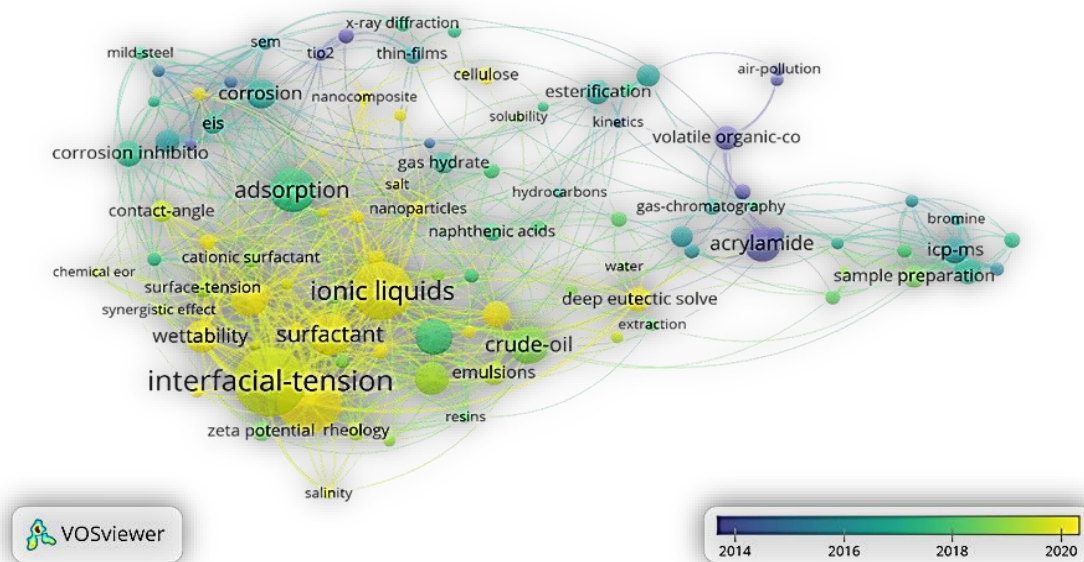 x-ray diffraction
sem
mild-steel
tio2
thin-films
air-pollution
cellulose
corrosion
nanocomposite
esterification
solubility
eis
kinetics
volatile organic-co
corrosion inhibitio
gas hydrate
salt
adsorption
hydrocarbons
contact-angle
nanoparticles
gas-chromatography
bromine
naphthenic acids
acrylamide
icp-ms
cationic surfactant
water
chemical eor
sample preparation
surface-tension
ionic liquids
deep eutectic solve
synergistic effect
extraction
wettability
surfactant
crude-oil
emulsions
interfacial-tension
resins
zeta potential
rheology
salinity
VOSviewer
2014
2016
2018
2020